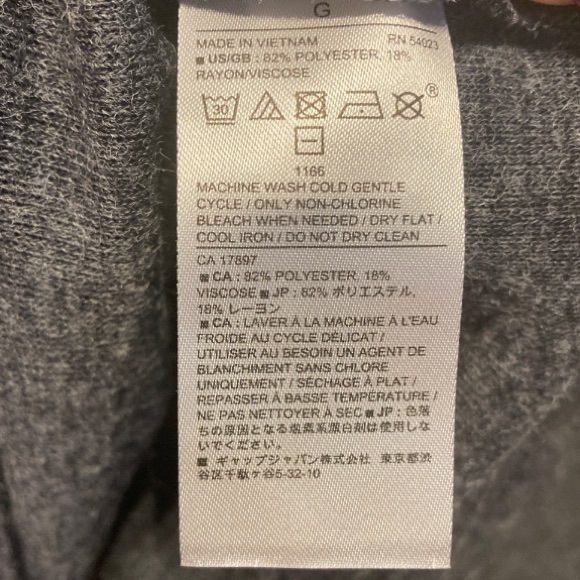 G
MADE IN VIETNAM RN 54023
■ US/GB : 82% POLYESTER, 18%
RAYON/VISCOSE
30
®
1166
MACHINE WASH COLD GENTLE
CYCLE / ONLY NON-CHLORINE
BLEACH WHEN NEEDED / DRY FLAT /
COOL IRON / DO NOT DRY CLEAN
CA 17897
■ CA : 82% POLYESTER, 18%
VISCOSE ■ JP : 82% ポリエステル,
18% レーヨン
■ CA : LAVER À LA MACHINE À L'EAU
FROIDE AU CYCLE DÉLICAT /
UTILISER AU BESOIN UN AGENT DE
BLANCHIMENT SANS CHLORE
UNIQUEMENT / SÉCHAGE À PLAT /
REPASSER À BASSE TEMPÉRATURE /
NE PAS NETTOYER À SEC ■ JP : 色落
ちの原因となる塩素系漂白剤は使用しな
いでください。
■ ギャップジャパン株式会社 東京都渋
谷区千駄ヶ谷5-32-10